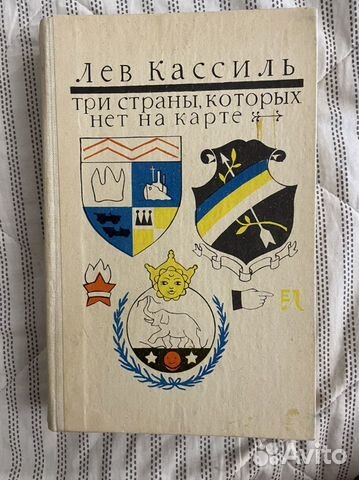 Лев Кассиль
три страны, которых
нет на карте
Avito